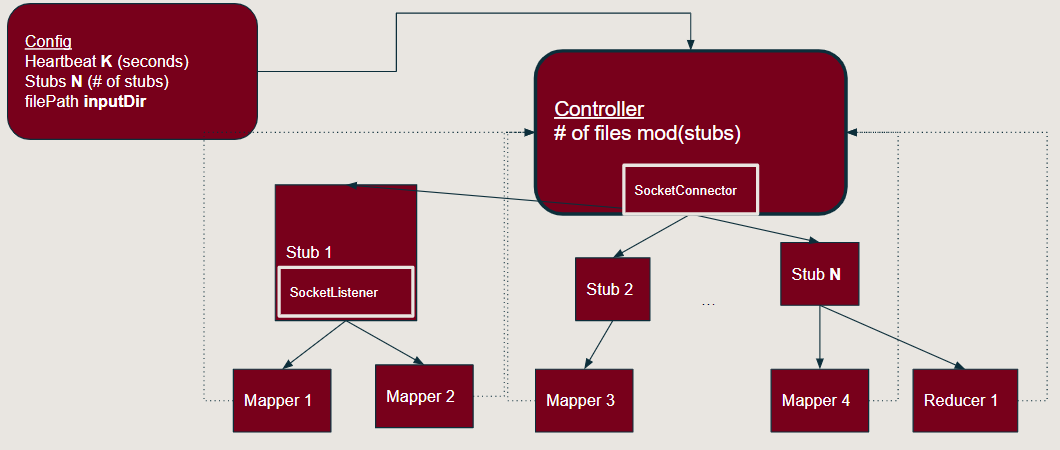 Config
Heartbeat K (seconds)
Stubs N (# of stubs)
filePath inputDir
Controller
# of files mod(stubs)
SocketConnector
Stub 1
SocketListener
Stub 2
...
Stub N
Mapper 1
Mapper 2
Mapper 3
Mapper 4
Reducer 1